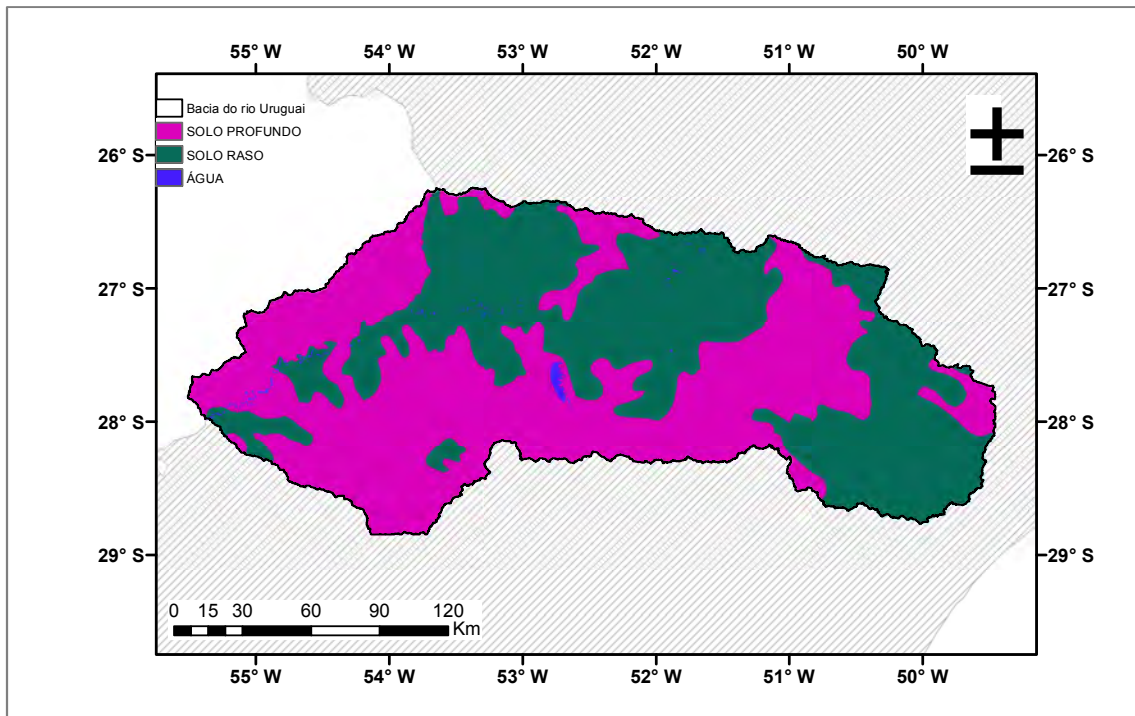 55° W 54° W 53° W 52° W 51° W 50° W
Bacia do rio Uruguai
SOLO PROFUNDO
SOLO RASO
ÁGUA
26° S 26° S
27° S 27° S
28° S 28° S
29° S 29° S
0 15 30 60 90 120
Km
55° W 54° W 53° W 52° W 51° W 50° W